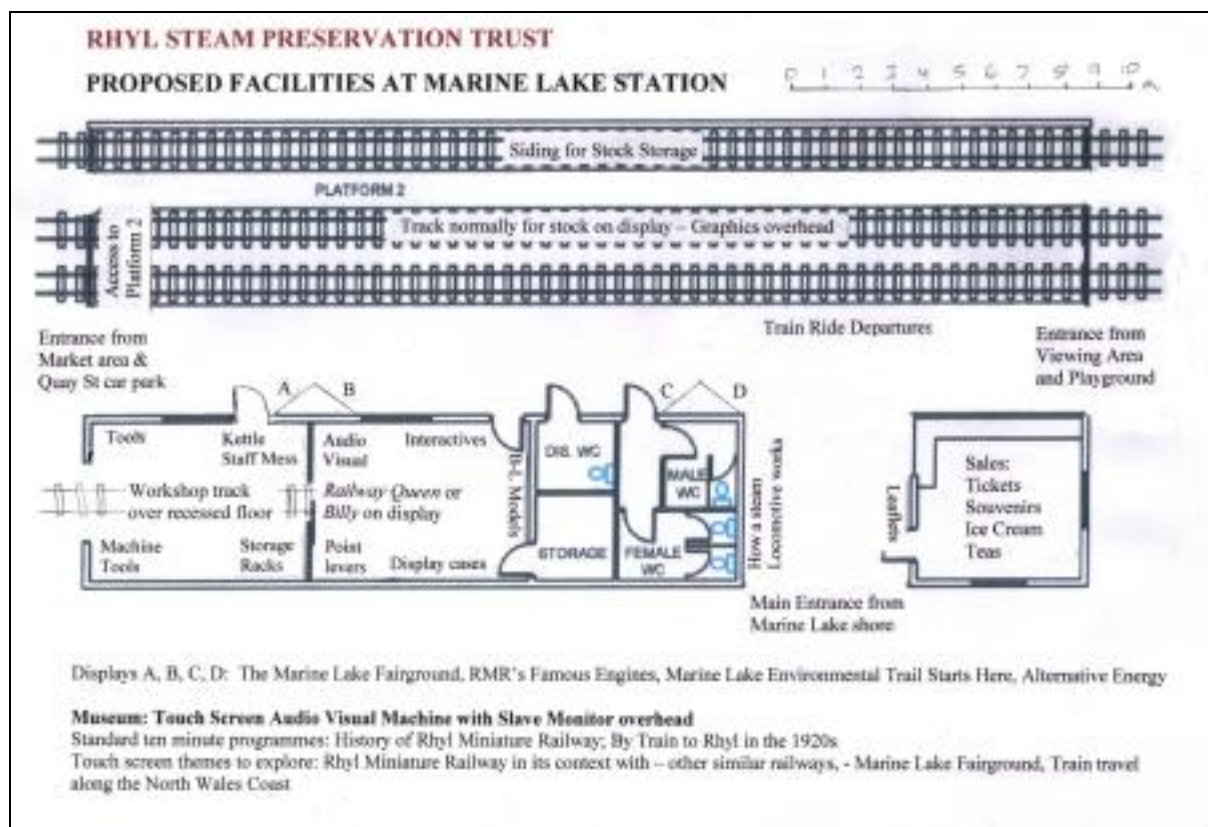 RHYL STEAM PRESERVATION TRUST
PROPOSED FACILITIES AT MARINE LAKE STATION
0 1 2 3 4 5 6 7 8 9 10
Siding for Stock Storage
PLATFORM 2
Access to
Platform 2
Track normally for stock on display – Graphics overhead
Train Ride Departures
Entrance from
Market area &
Quay St car park
Entrance from
Viewing Area
and Playground
A
B
C
D
Tools
Kettle
Staff Mess
Audio
Visual
Interactives
Models
DIS. WC
MALE
WC
How a steam
Locomotive works
Workshop track
over recessed floor
Railway Queen or
Billy on display
Machine
Tools
Storage
Racks
Point
levers
Display cases
STORAGE
FEMALE
WC
Leaflets
Sales:
Tickets
Souvenirs
Ice Cream
Teas
Main Entrance from
Marine Lake shore
Displays A, B, C, D: The Marine Lake Fairground, RMR's Famous Engines, Marine Lake Environmental Trail Starts Here, Alternative Energy
Museum: Touch Screen Audio Visual Machine with Slave Monitor overhead
Standard ten minute programmes: History of Rhyl Miniature Railway; By Train to Rhyl in the 1920s
Touch screen themes to explore: Rhyl Miniature Railway in its context with – other similar railways, - Marine Lake Fairground, Train travel
along the North Wales Coast